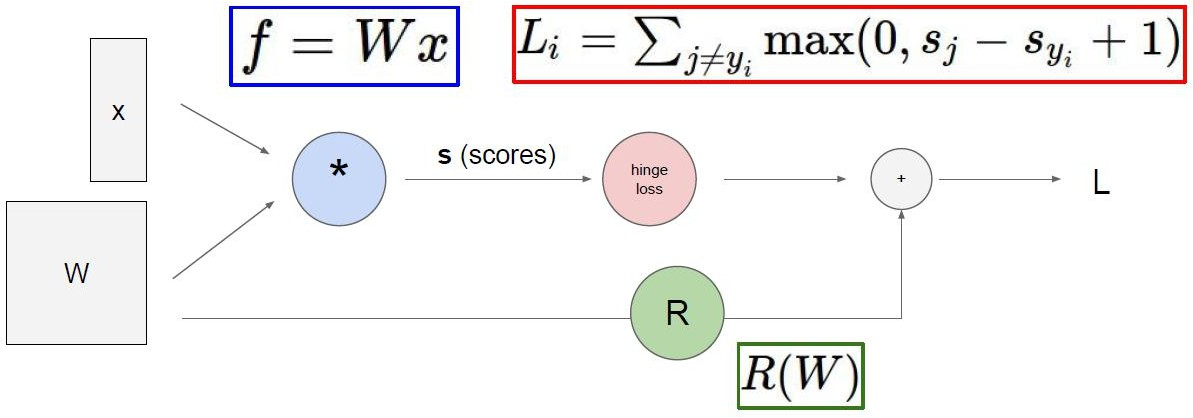 f = Wx
L_i = ∑_{j≠y_i} max(0, s_j − s_{y_i} + 1)
x
*
s (scores)
hinge
loss
+
L
W
R
R(W)